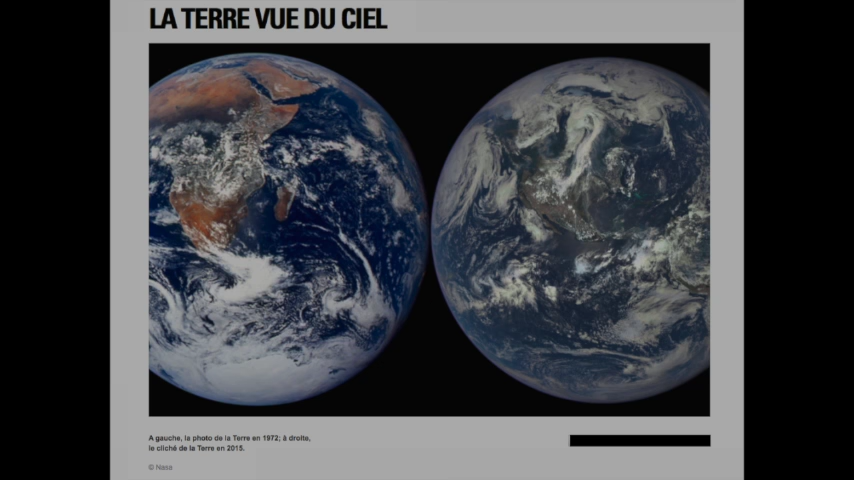 LA TERRE VUE DU CIEL
A gauche, la photo de la Terre en 1972; à droite,
le cliché de la Terre en 2015.
© Nasa